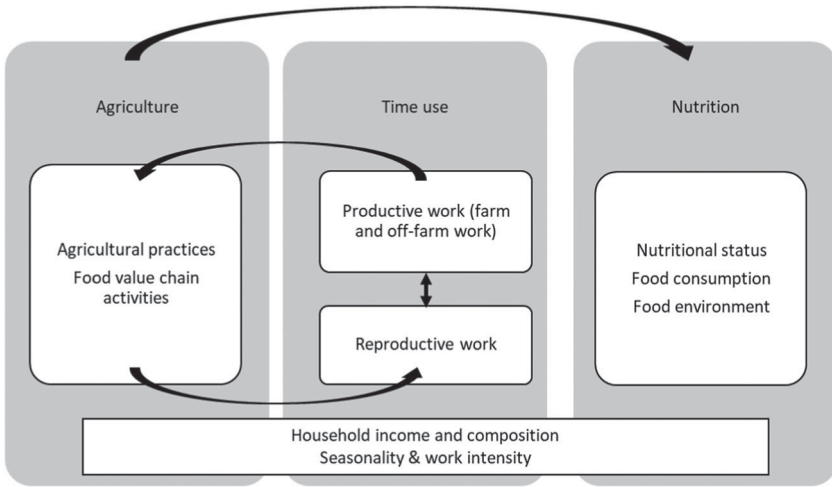 Agriculture
Time use
Nutrition
Agricultural practices
Food value chain
activities
Productive work (farm
and off-farm work)
Reproductive work
Nutritional status
Food consumption
Food environment
Household income and composition
Seasonality & work intensity